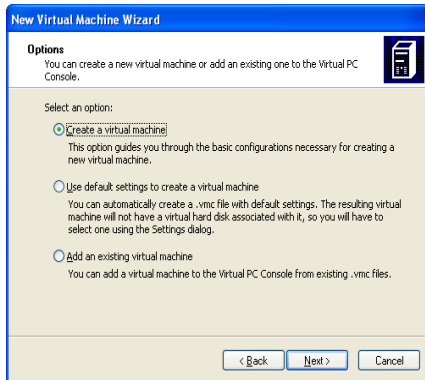 New Virtual Machine Wizard
Options
You can create a new virtual machine or add an existing one to the Virtual PC
Console.
Select an option:
Create a virtual machine
This option guides you through the basic configurations necessary for creating a
new virtual machine.
Use default settings to create a virtual machine
You can automatically create a .vmc file with default settings. The resulting virtual
machine will not have a virtual hard disk associated with it, so you will have to
select one using the Settings dialog.
Add an existing virtual machine
You can add a virtual machine to the Virtual PC Console from existing .vmc files.
< Back Next > Cancel